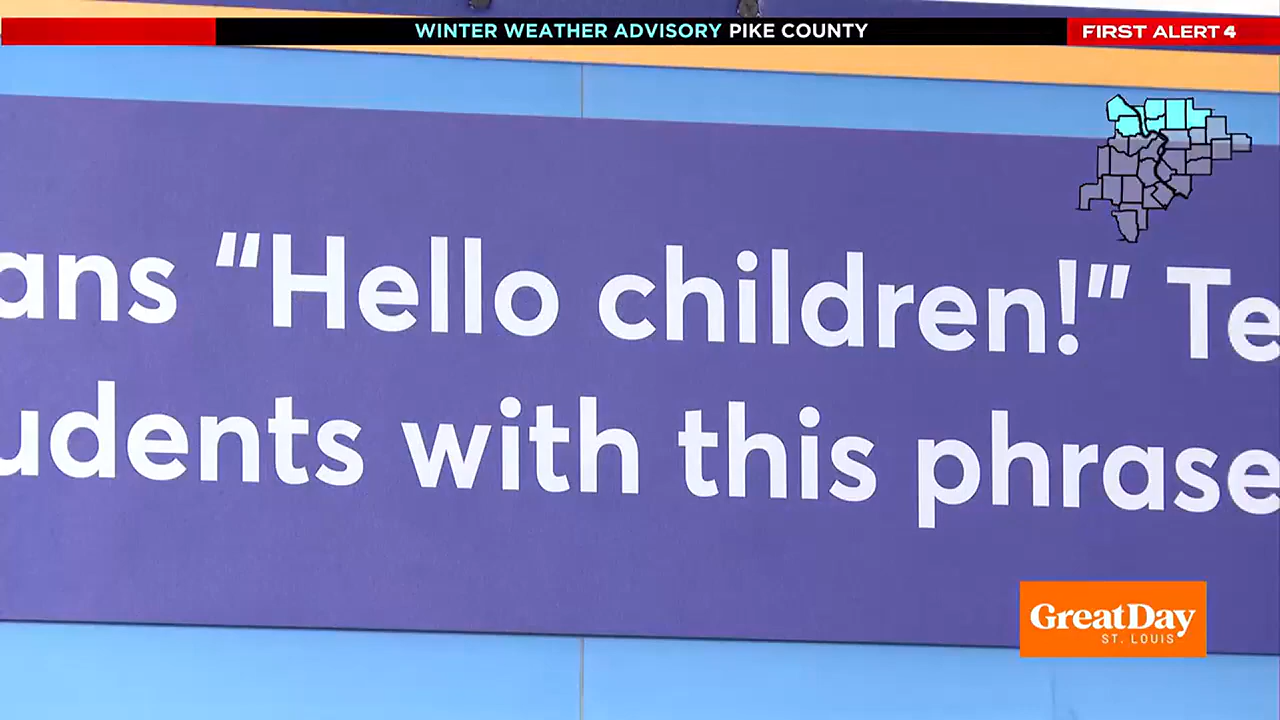 WINTER WEATHER ADVISORY PIKE COUNTY
FIRST ALERT 4
ans “Hello children!” Te
udents with this phrase
GreatDay
ST. LOUIS